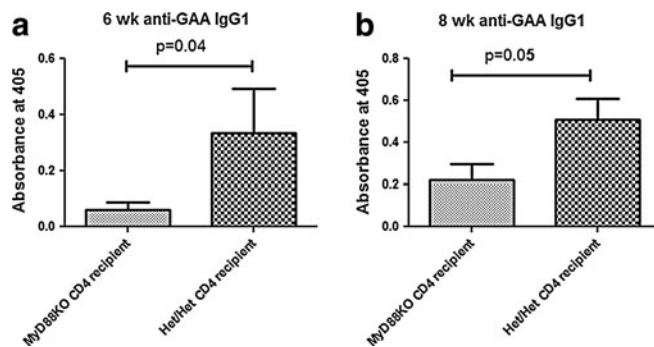 a
6 wk anti-GAA IgG1
p=0.04
Absorbance at 405
0.6
0.4
0.2
0.0
MyD88KO CD4 recipient
Het/Het CD4 recipient
b
8 wk anti-GAA IgG1
p=0.05
Absorbance at 405
0.8
0.6
0.4
0.2
0.0
MyD88KO CD4 recipient
Het/Het CD4 recipient